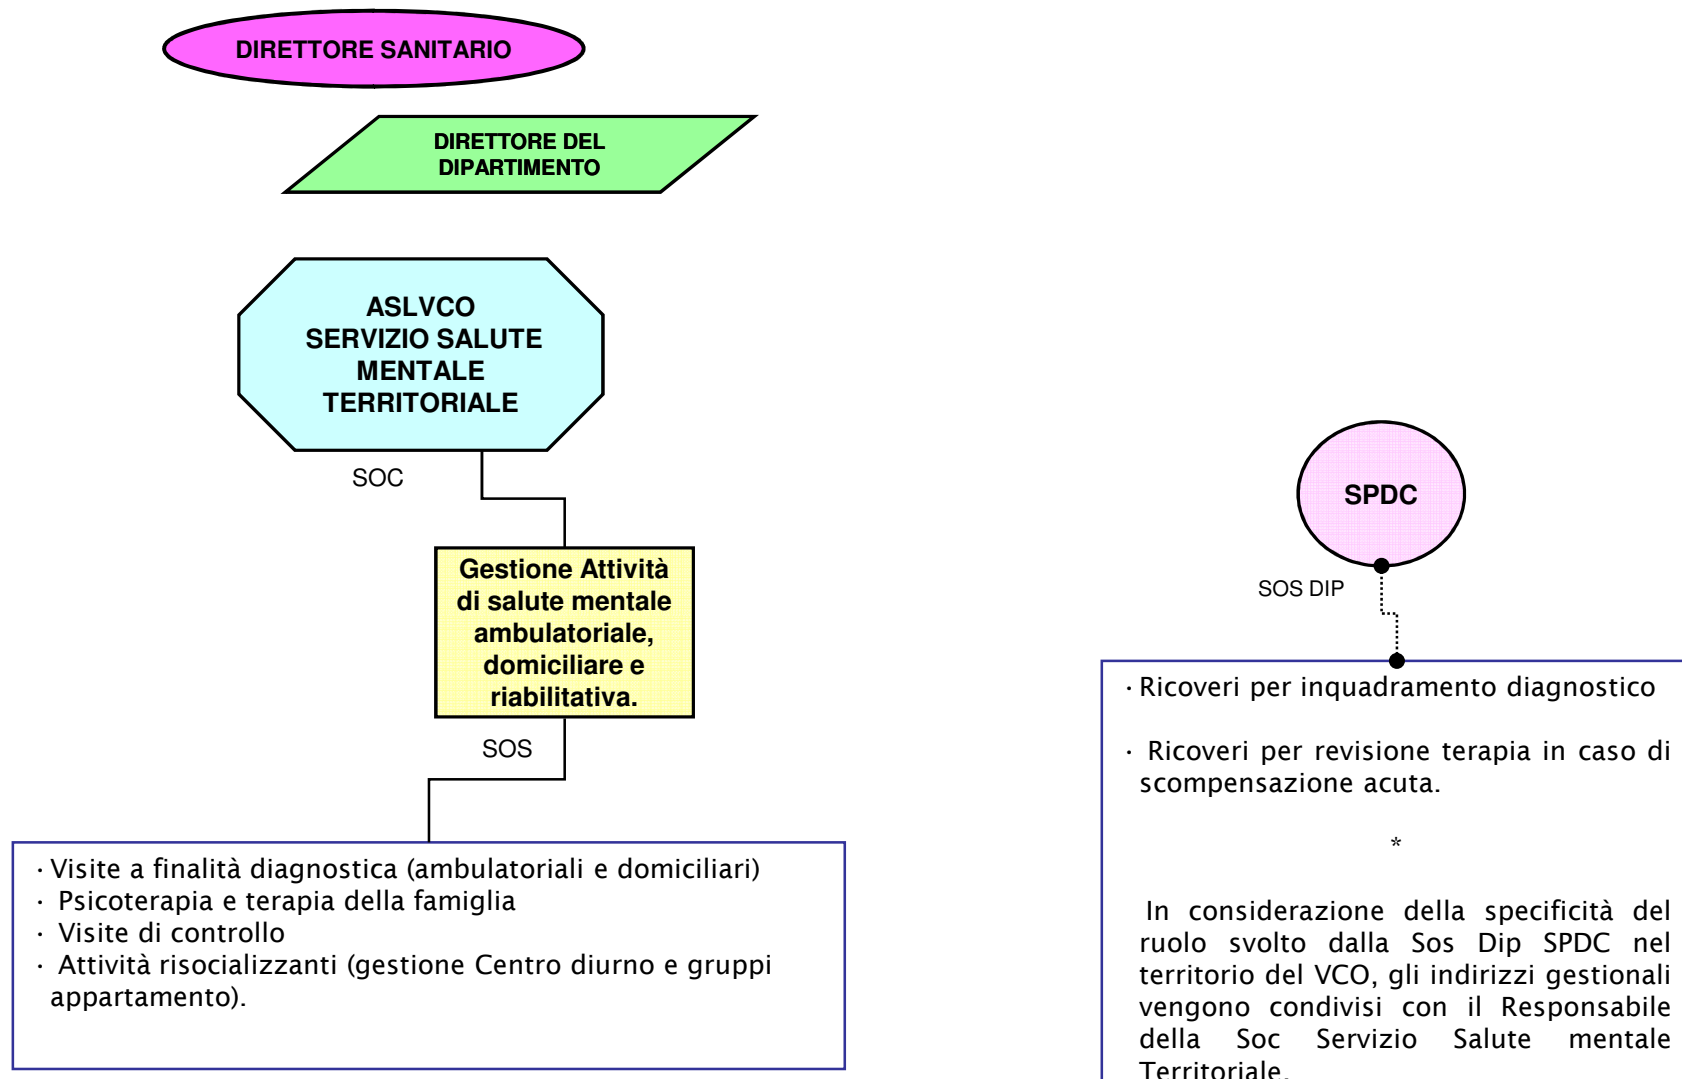 DIRETTORE SANITARIO
DIRETTORE DEL
DIPARTIMENTO
ASLVCO
SERVIZIO SALUTE
MENTALE
TERRITORIALE
SOC
Gestione Attività
di salute mentale
ambulatoriale,
domiciliare e
riabilitativa.
SOS
· Visite a finalità diagnostica (ambulatoriali e domiciliari)
· Psicoterapia e terapia della famiglia
· Visite di controllo
· Attività risocializzanti (gestione Centro diurno e gruppi
appartamento).
SPDC
SOS DIP
· Ricoveri per inquadramento diagnostico
· Ricoveri per revisione terapia in caso di
scompensazione acuta.
*
In considerazione della specificità del
ruolo svolto dalla Sos Dip SPDC nel
territorio del VCO, gli indirizzi gestionali
vengono condivisi con il Responsabile
della Soc Servizio Salute mentale
Territoriale.